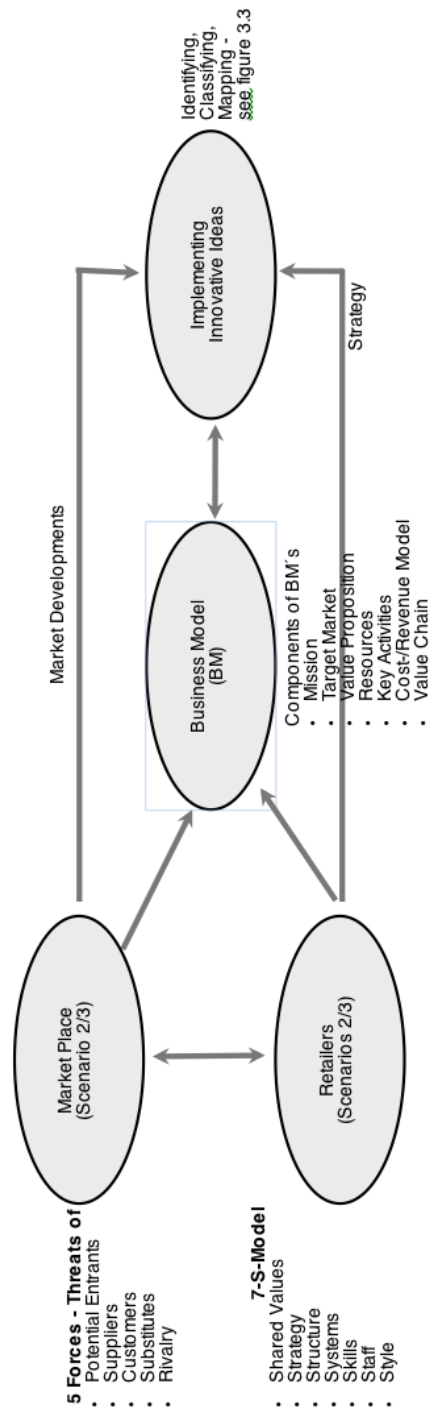 5 Forces - Threats of
• Potential Entrants
• Suppliers
• Customers
• Substitutes
• Rivalry
Market Place
(Scenario 2/3)
Market Developments
7-S-Model
• Shared Values
• Strategy
• Structure
• Systems
• Skills
• Staff
• Style
Retailers
(Scenarios 2/3)
Business Model
(BM)
Components of BM´s
• Mission
• Target Market
• Value Proposition
• Resources
• Key Activities
• Cost-/Revenue Model
• Value Chain
Strategy
Implementing
Innovative Ideas
Identifying,
Classifying,
Mapping -
see figure 3.3